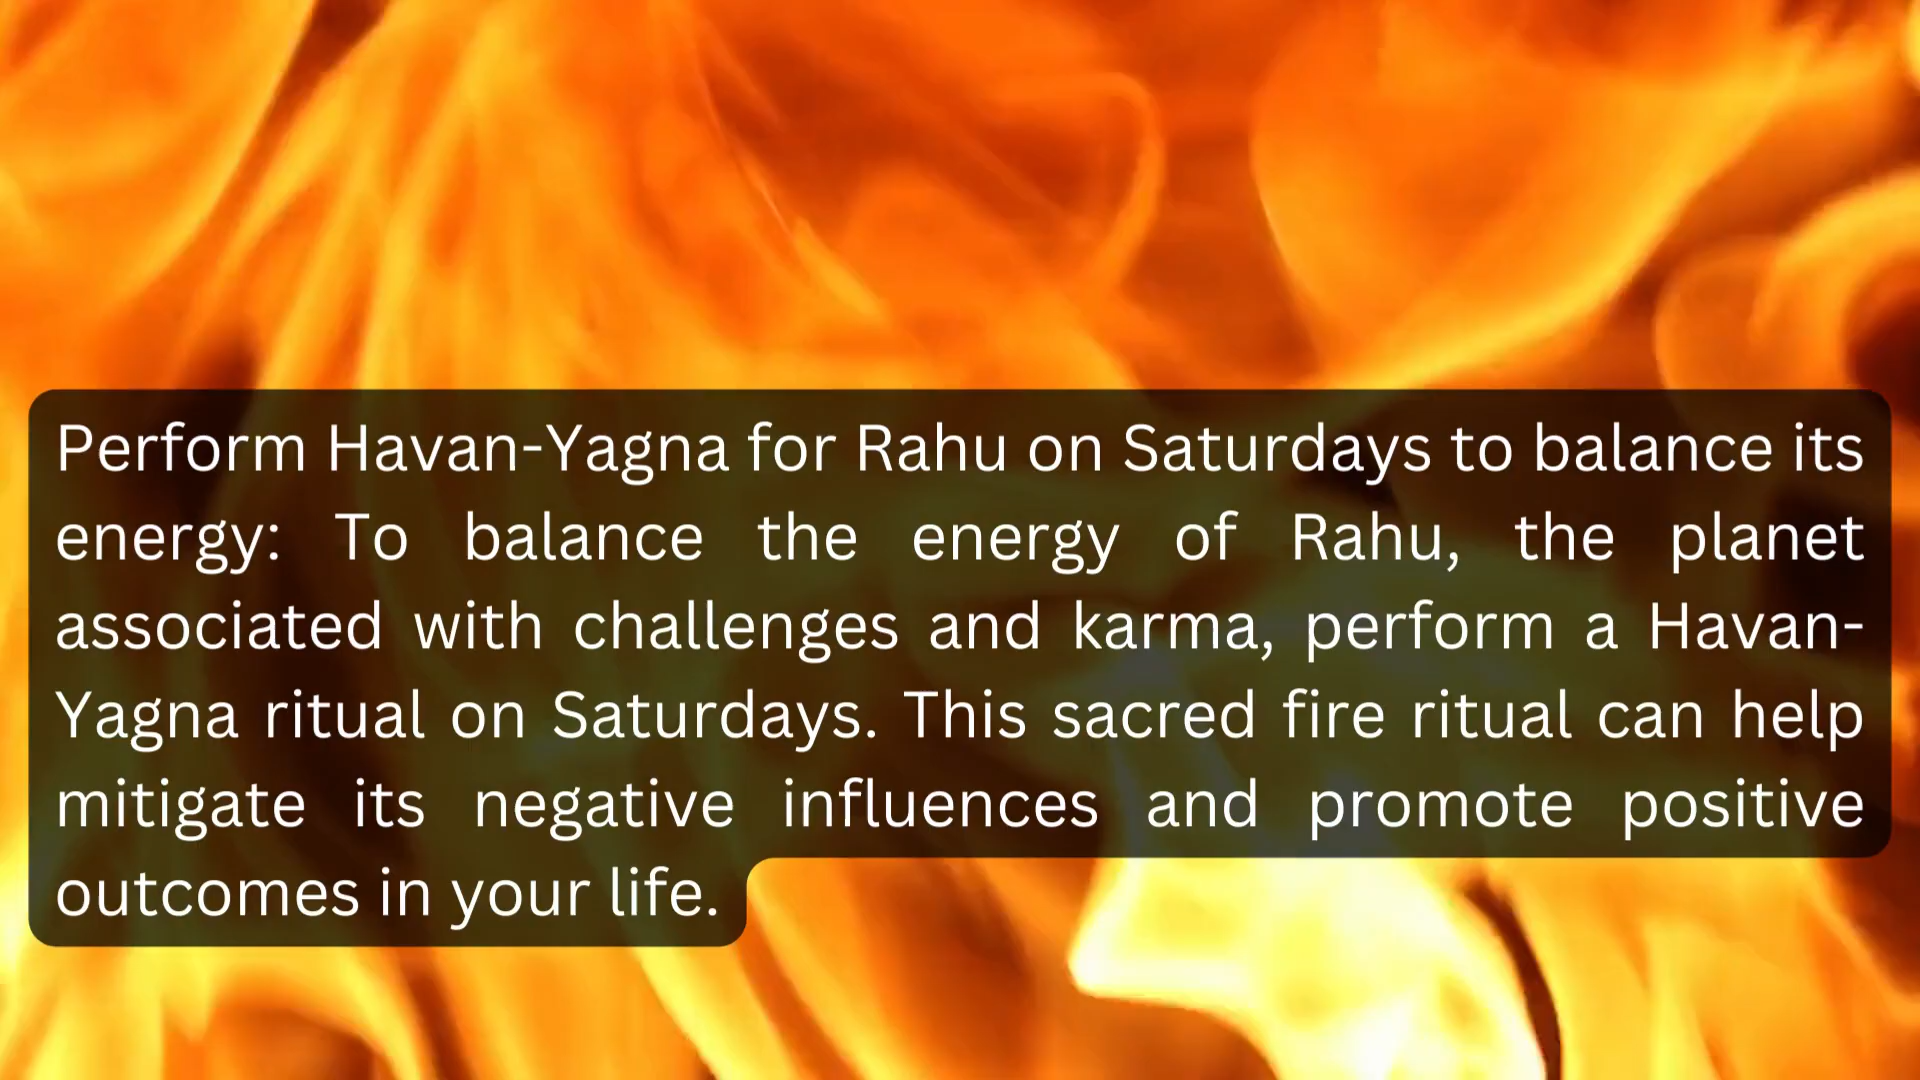 Perform Havan-Yagna for Rahu on Saturdays to balance its
energy: To balance the energy of Rahu, the planet
associated with challenges and karma, perform a Havan-
Yagna ritual on Saturdays. This sacred fire ritual can help
mitigate its negative influences and promote positive
outcomes in your life.